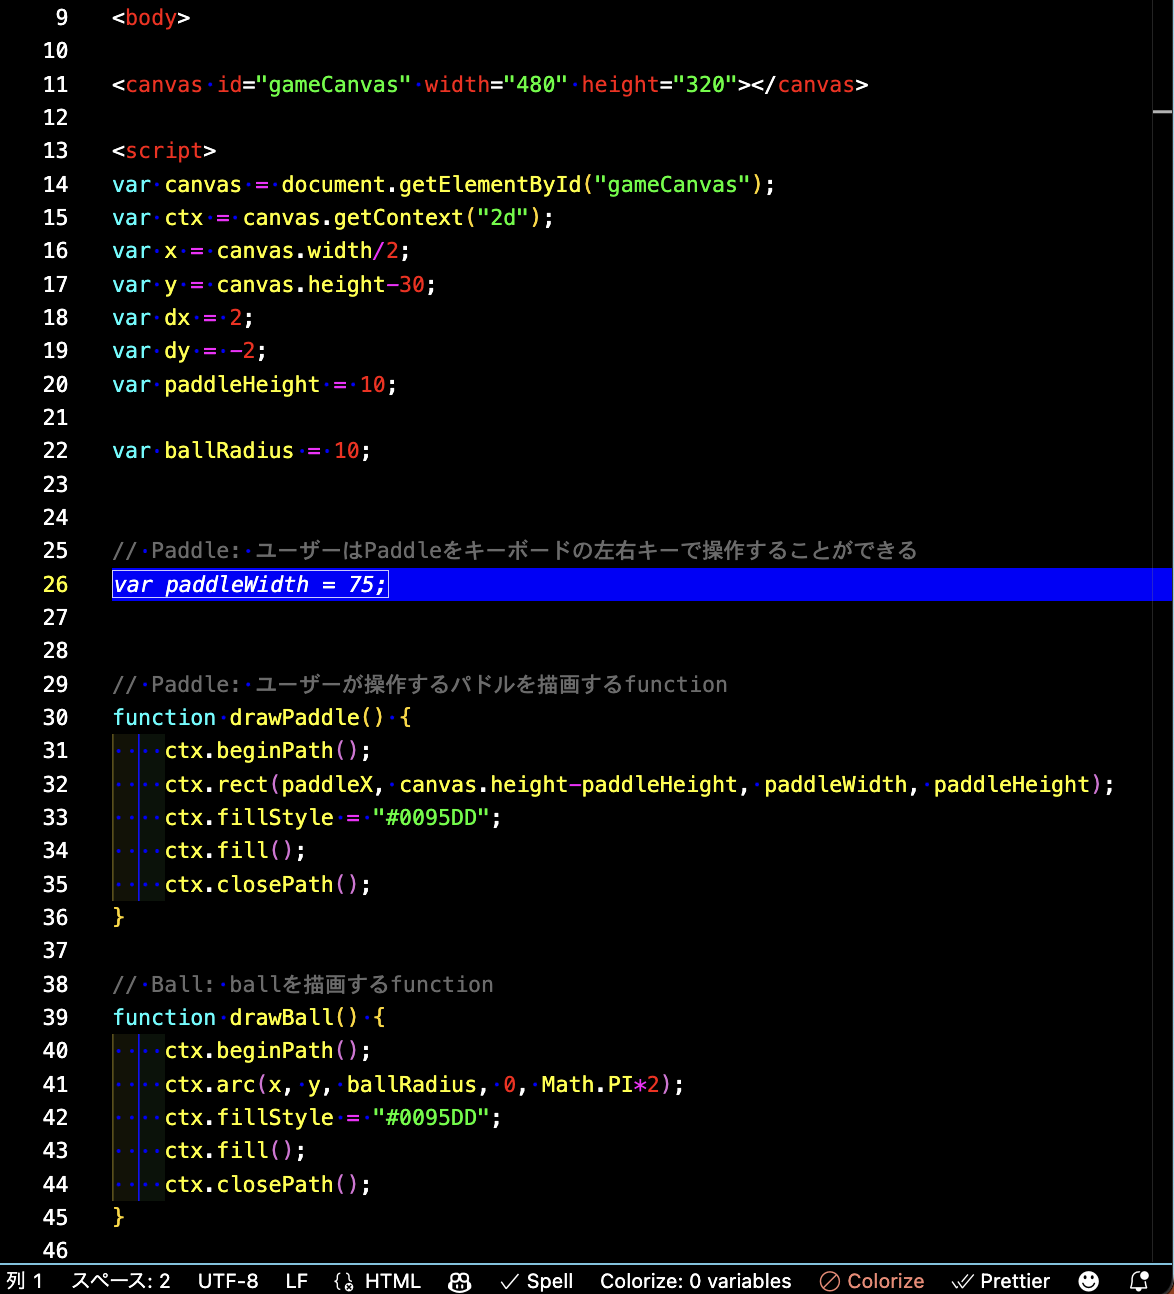 9 <body>
10
11 <canvas id="gameCanvas" width="480" height="320"></canvas>
12
13 <script>
14 var canvas = document.getElementById("gameCanvas");
15 var ctx = canvas.getContext("2d");
16 var x = canvas.width/2;
17 var y = canvas.height-30;
18 var dx = 2;
19 var dy = -2;
20 var paddleHeight = 10;
21
22 var ballRadius = 10;
23
24
25 // Paddle: ユーザーはPaddleをキーボードの左右キーで操作することができる
26 var paddleWidth = 75;
27
28
29 // Paddle: ユーザーが操作するパドルを描画するfunction
30 function drawPaddle() {
31     ctx.beginPath();
32     ctx.rect(paddleX, canvas.height-paddleHeight, paddleWidth, paddleHeight);
33     ctx.fillStyle = "#0095DD";
34     ctx.fill();
35     ctx.closePath();
36 }
37
38 // Ball: ballを描画するfunction
39 function drawBall() {
40     ctx.beginPath();
41     ctx.arc(x, y, ballRadius, 0, Math.PI*2);
42     ctx.fillStyle = "#0095DD";
43     ctx.fill();
44     ctx.closePath();
45 }
46
列 1 スペース: 2 UTF-8 LF HTML Spell Colorize: 0 variables Colorize Prettier